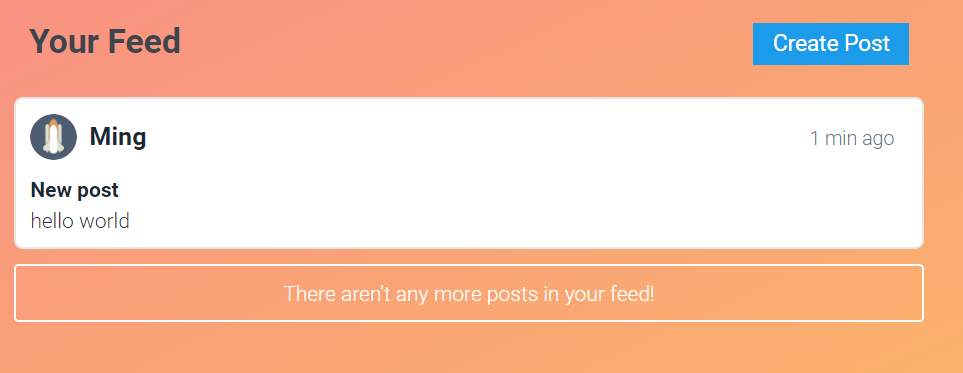 Your Feed
Create Post
Ming
1 min ago
New post
hello world
There aren't any more posts in your feed!